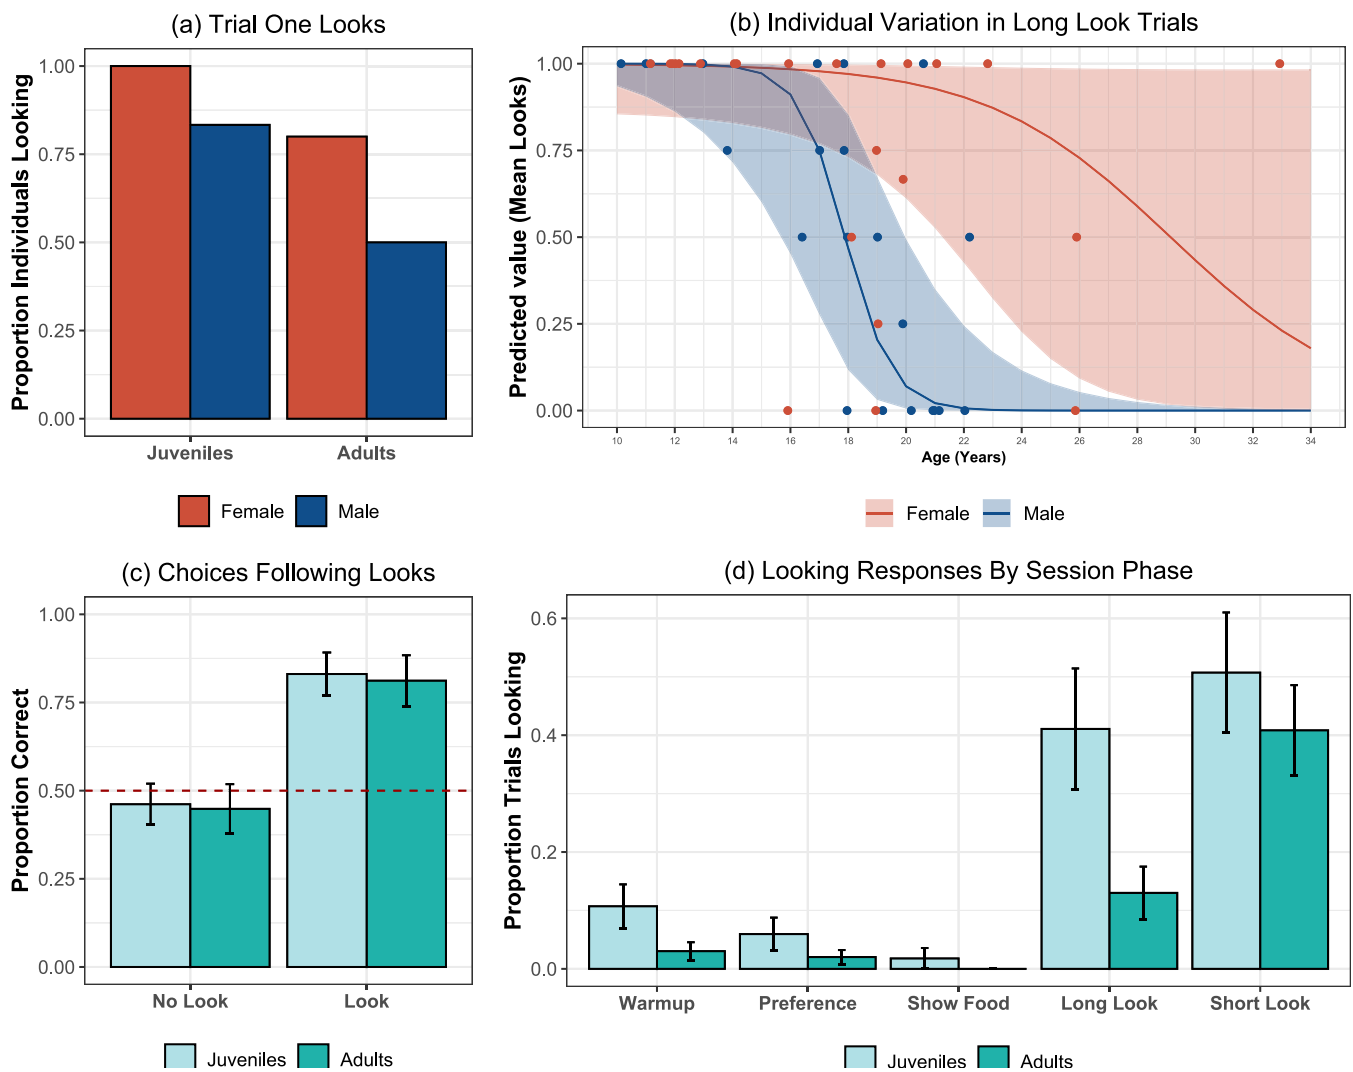 (a) Trial One Looks
Proportion Individuals Looking
1.00
0.75
0.50
0.25
0.00
Juveniles Adults
Female Male
(b) Individual Variation in Long Look Trials
Predicted value (Mean Looks)
1.00
0.75
0.50
0.25
0.00
10 12 14 16 18 20 22 24 26 28 30 32 34
Age (Years)
Female Male
(c) Choices Following Looks
Proportion Correct
1.00
0.75
0.50
0.25
0.00
No Look Look
Juveniles Adults
(d) Looking Responses By Session Phase
Proportion Trials Looking
0.6
0.4
0.2
0.0
Warmup Preference Show Food Long Look Short Look
Juveniles Adults